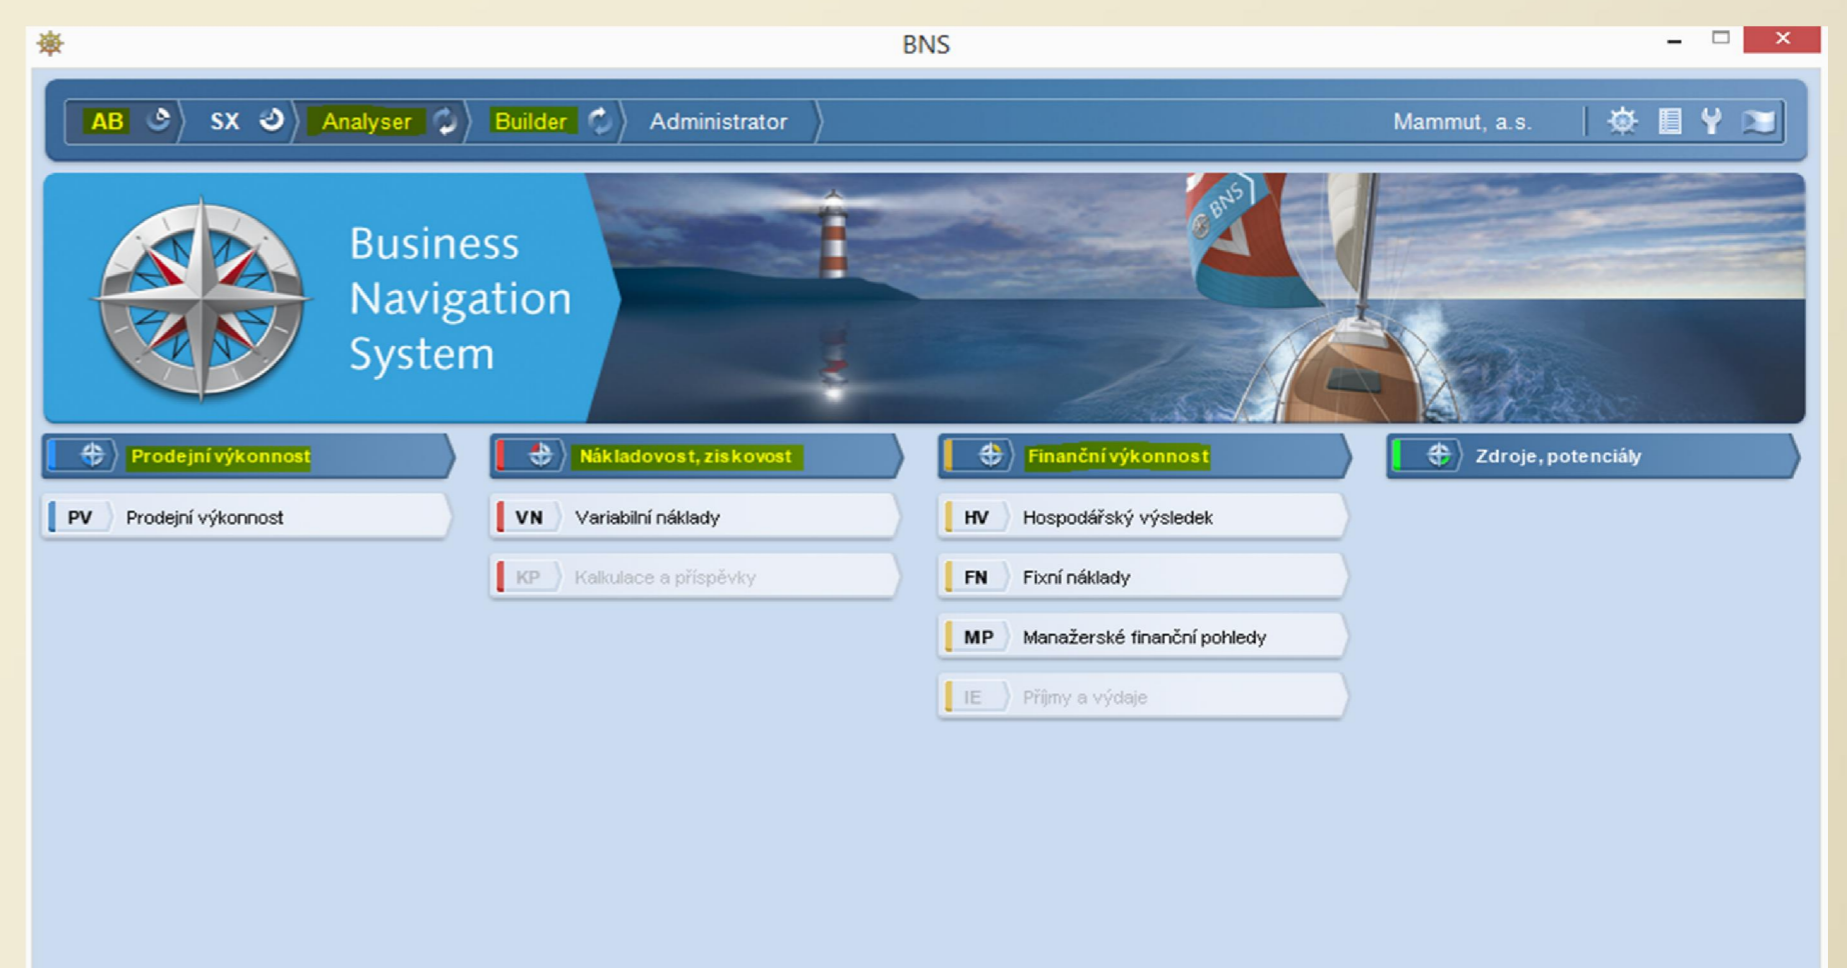 BNS
AB SX Analyser Builder Administrator Mammut, a.s.
BNS
Business
Navigation
System
Prodejní výkonnost Nákladovost, ziskovost Finanční výkonnost Zdroje, potenciály
PV Prodejní výkonnost VN Variabilní náklady HV Hospodářský výsledek
KP Kalkulace a příspěvky FN Fixní náklady
MP Manažerské finanční pohledy
IE Příjmy a výdaje